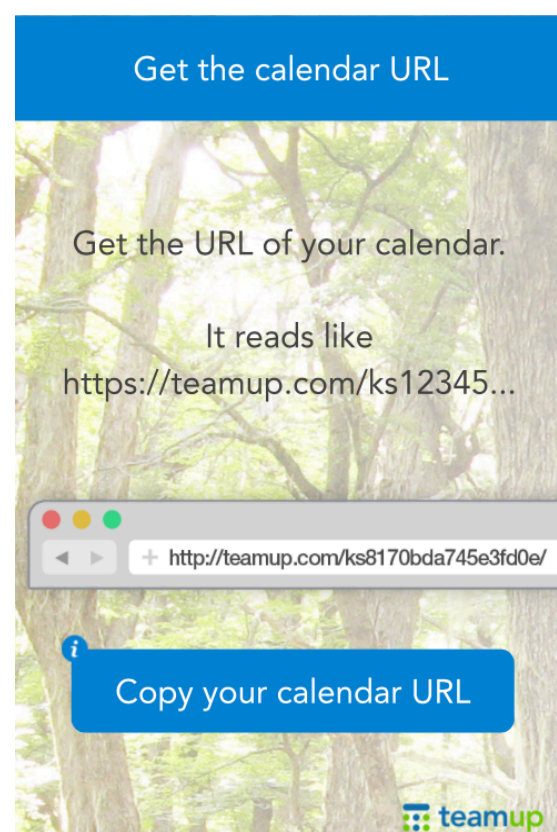 Get the calendar URL
Get the URL of your calendar.
It reads like
https://teamup.com/ks12345...
+ http://teamup.com/ks8170bda745e3fd0e/
i
Copy your calendar URL
teamup